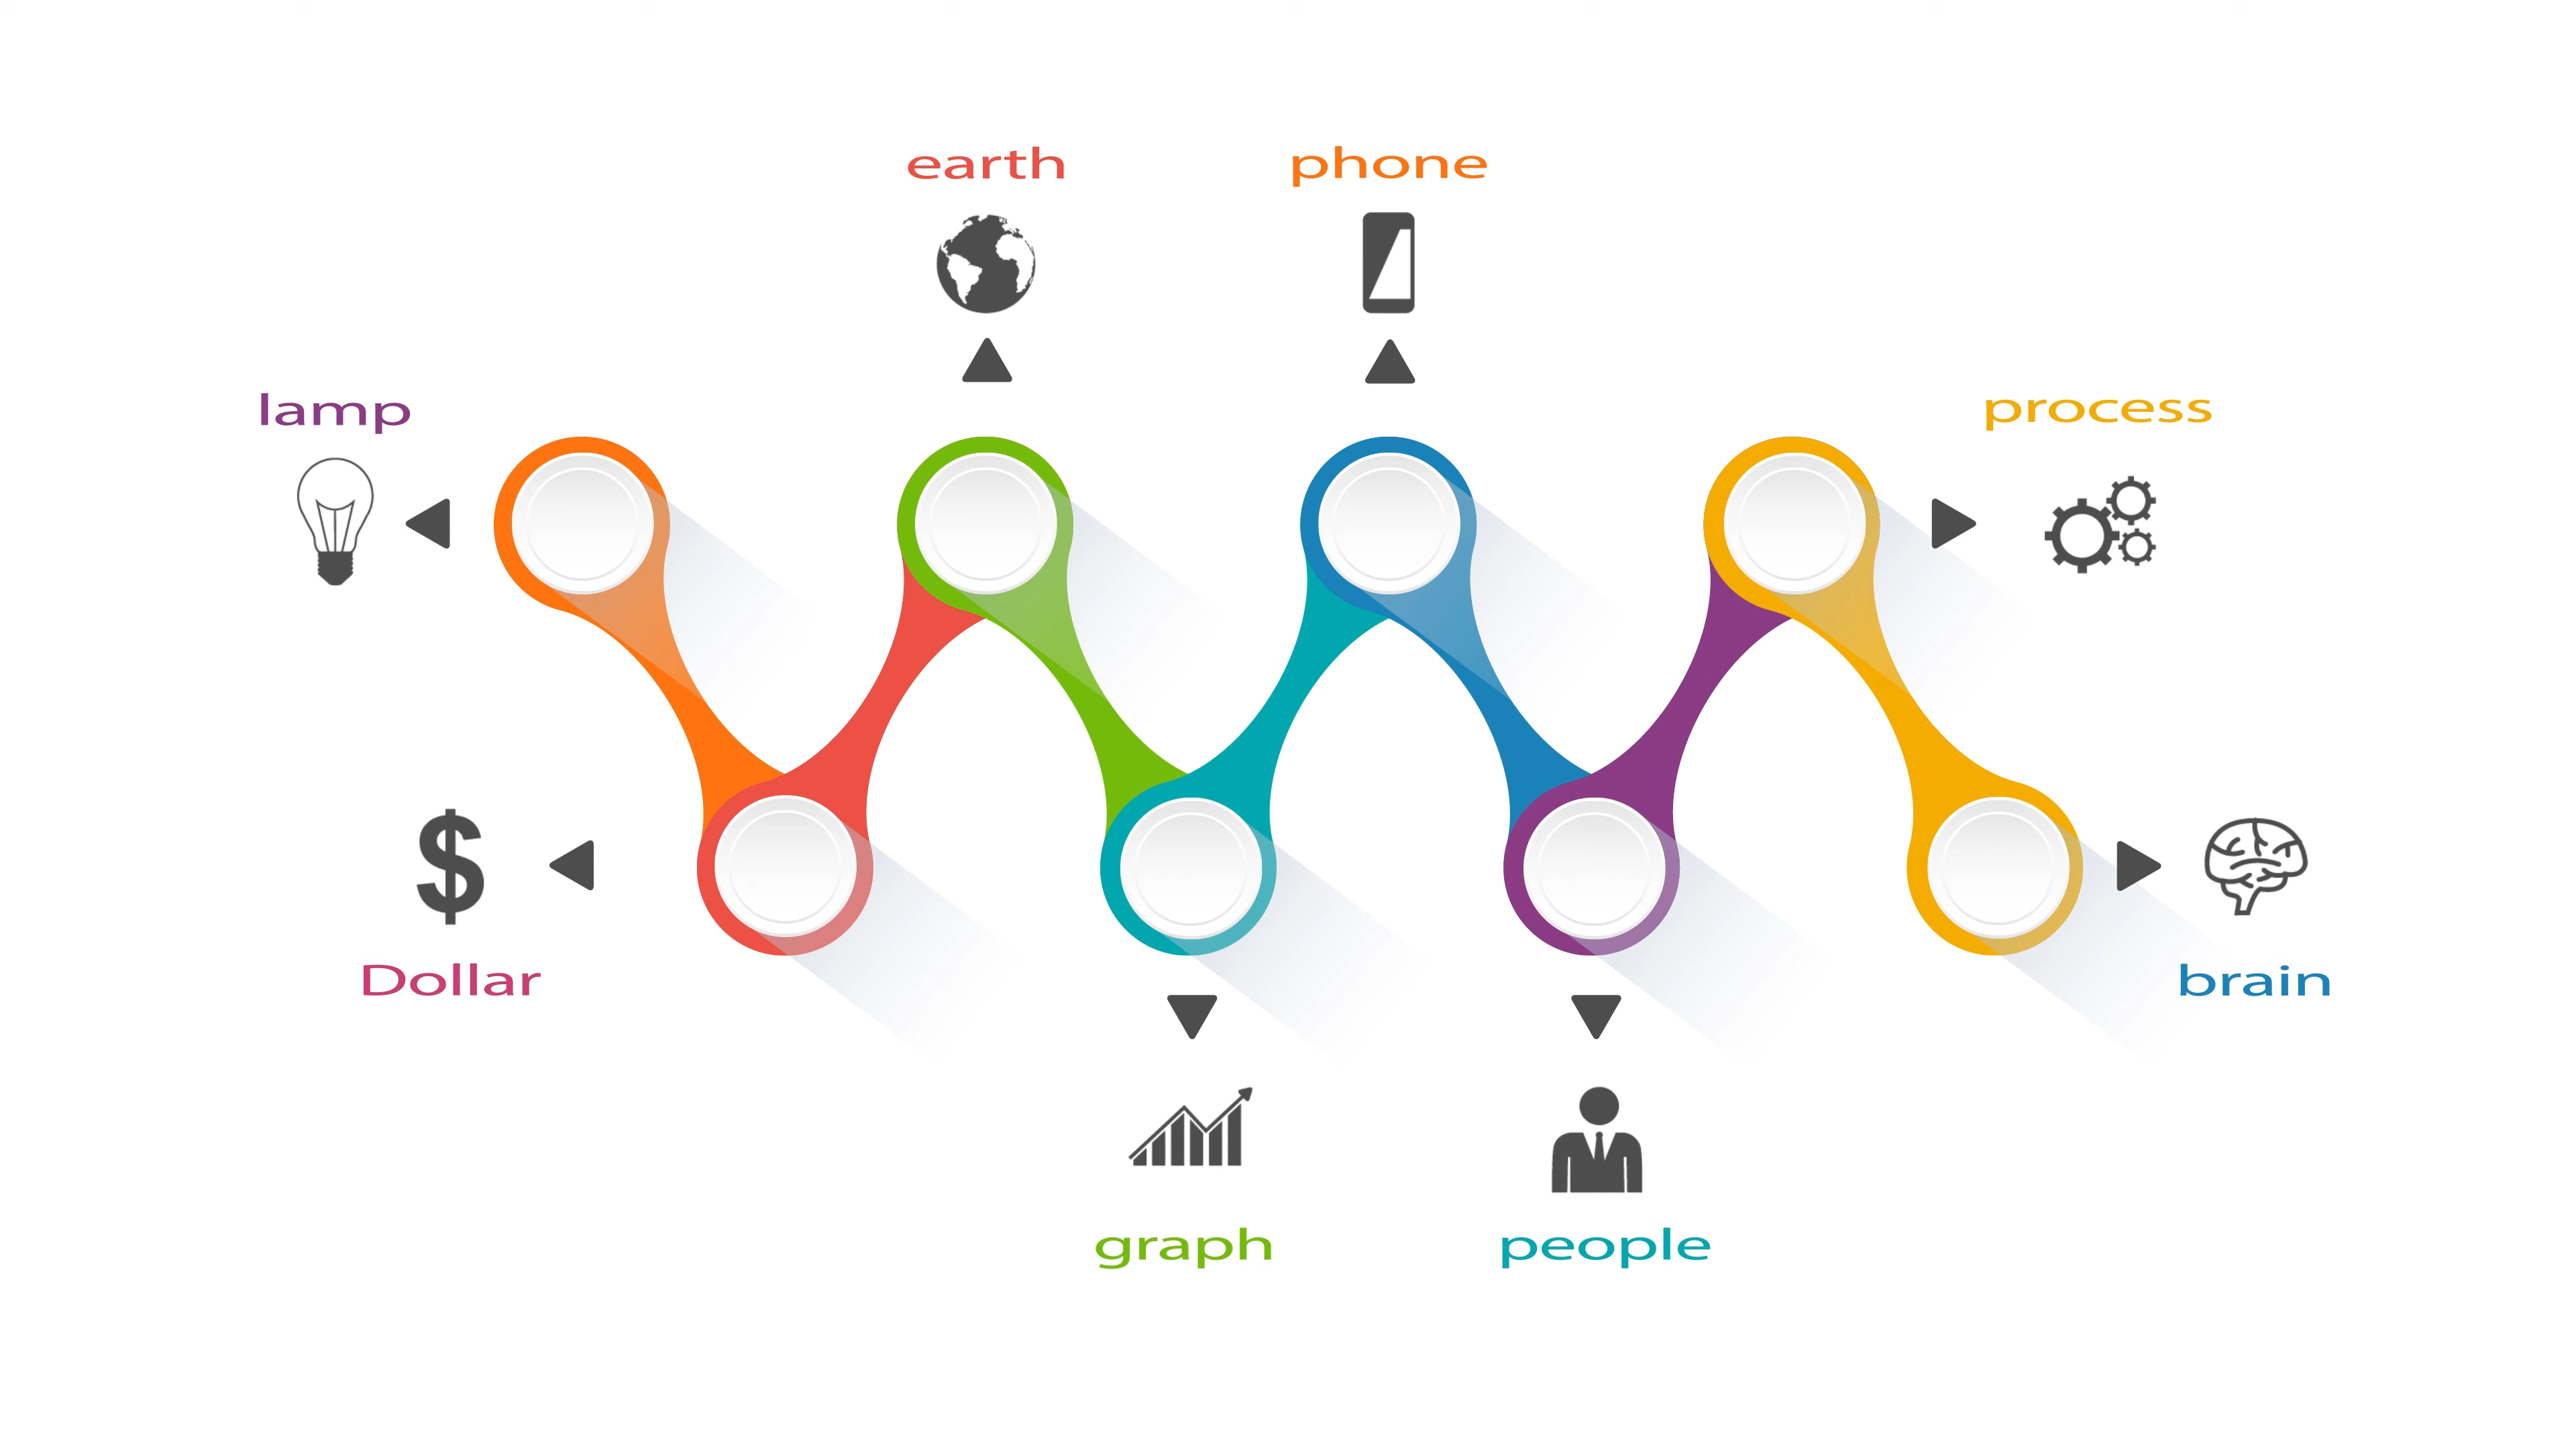 earth
phone
lamp
process
$
Dollar
brain
graph
people